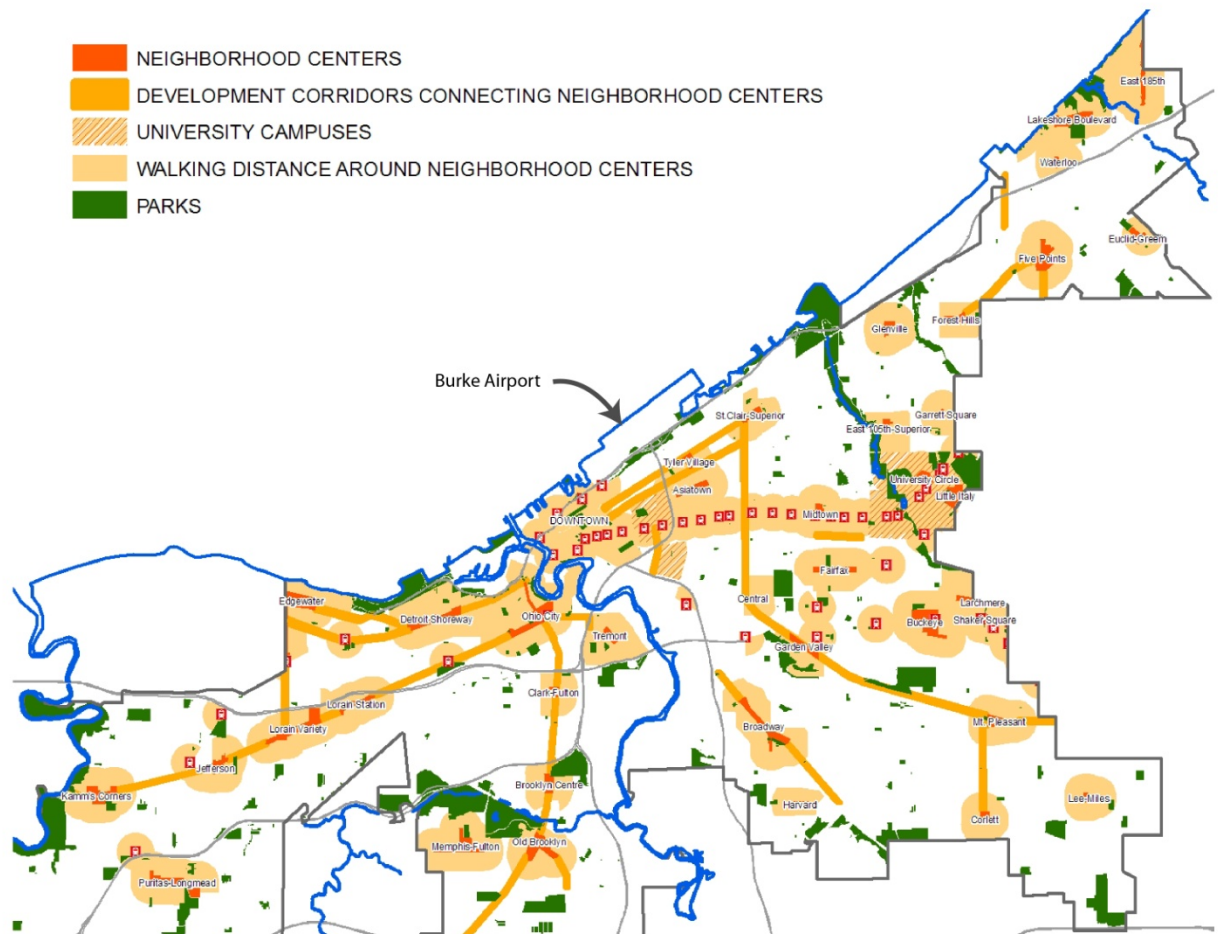 NEIGHBORHOOD CENTERS
DEVELOPMENT CORRIDORS CONNECTING NEIGHBORHOOD CENTERS
UNIVERSITY CAMPUSES
WALKING DISTANCE AROUND NEIGHBORHOOD CENTERS
PARKS
East 185th
Lakeshore Boulevard
Waterloo
Euclid-Green
Five Points
Forest Hills
Glenville
Burke Airport
St.Clair-Superior
Garrett Square
East 105th-Superior
Tyler Village
University Circle
Asiatown
Little Italy
DOWNTOWN
Midtown
Fairfax
Edgewater
Central
Larchmere
Detroit Shoreway
Ohio City
Buckeye
Shaker Square
Tremont
Garden Valley
Clark-Fulton
Lorain Station
Mt. Pleasant
Lorain Variety
Broadway
Jefferson
Brooklyn Centre
Kamms Corners
Harvard
Lee-Miles
Corlett
Memphis-Fulton
Old Brooklyn
Puritas-Longmead